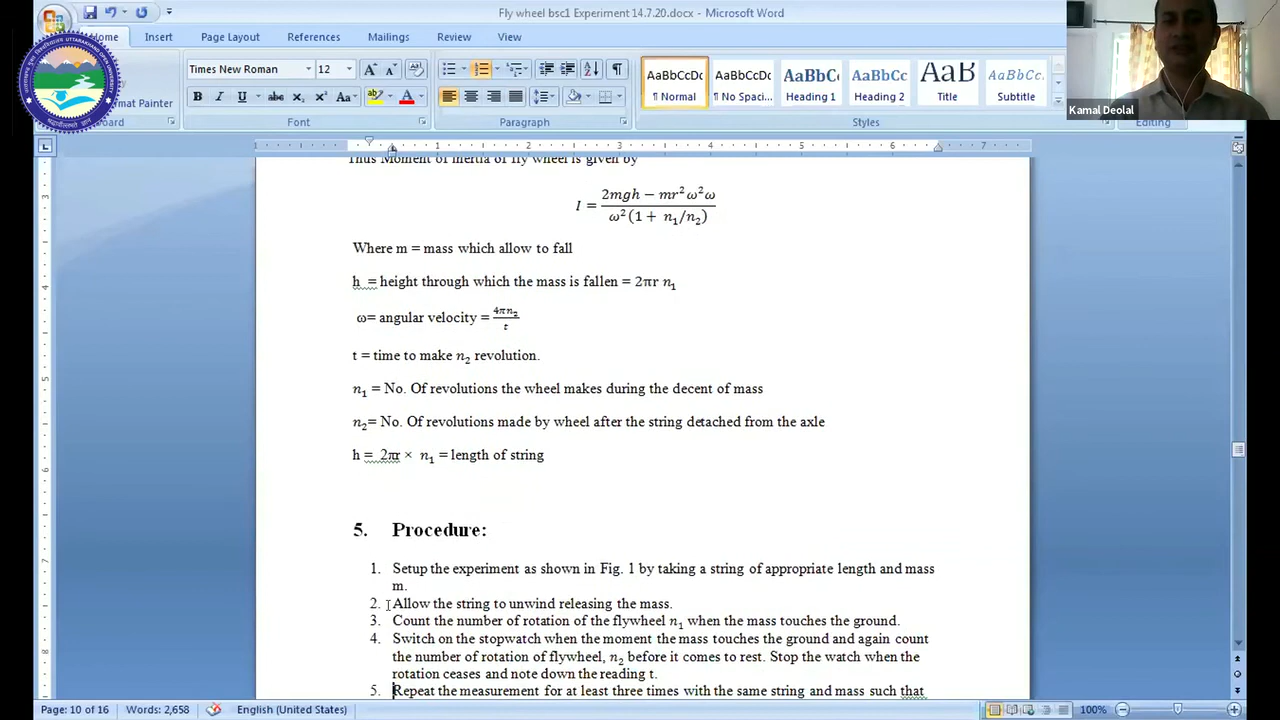 Fly wheel bsc1 Experiment 14.7.20.docx - Microsoft Word
Home Insert Page Layout References Mailings Review View
Times New Roman 12
AaBbCcDc AaBbCcDc AaBbC AaBbCc AaB AaBbCc.
¶ Normal ¶ No Spaci... Heading 1 Heading 2 Title Subtitle
Format Painter
Font Paragraph Styles Editing
Kamal Deolal
Thus Moment of inertia of fly wheel is given by
I = (2mgh − mr²ω²ω) / (ω²(1 + n₁/n₂))
Where m = mass which allow to fall
h = height through which the mass is fallen = 2πr n₁
ω= angular velocity = 4πn₂/t
t = time to make n₂ revolution.
n₁ = No. Of revolutions the wheel makes during the decent of mass
n₂= No. Of revolutions made by wheel after the string detached from the axle
h = 2πr × n₁ = length of string
5. Procedure:
1. Setup the experiment as shown in Fig. 1 by taking a string of appropriate length and mass
m.
2. Allow the string to unwind releasing the mass.
3. Count the number of rotation of the flywheel n₁ when the mass touches the ground.
4. Switch on the stopwatch when the moment the mass touches the ground and again count
the number of rotation of flywheel, n₂ before it comes to rest. Stop the watch when the
rotation ceases and note down the reading t.
5. Repeat the measurement for at least three times with the same string and mass such that
Page: 10 of 16 Words: 2,658 English (United States) 100%